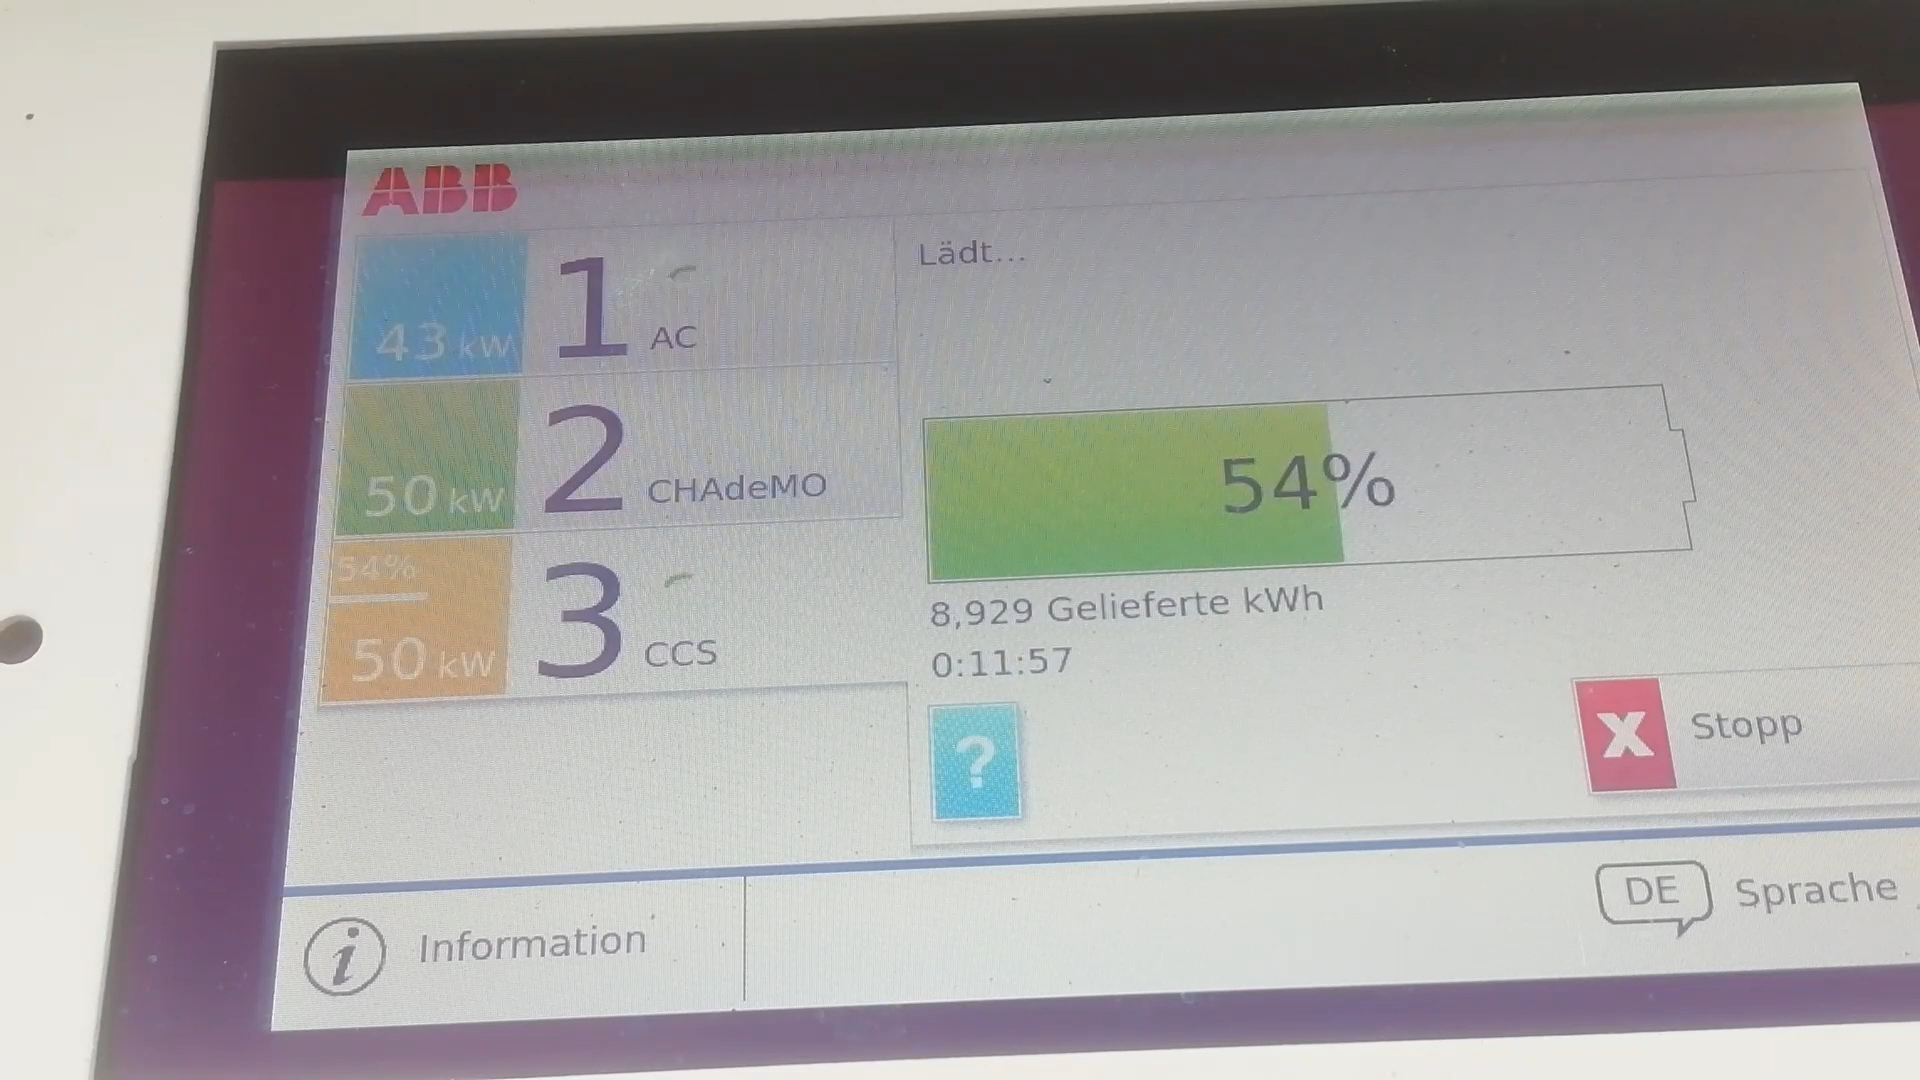 ABB
43 kW 1 AC
50 kW 2 CHAdeMO
54%
50 kW 3 CCS
Lädt...
54%
8,929 Gelieferte kWh
0:11:57
?
X Stopp
i Information
DE Sprache